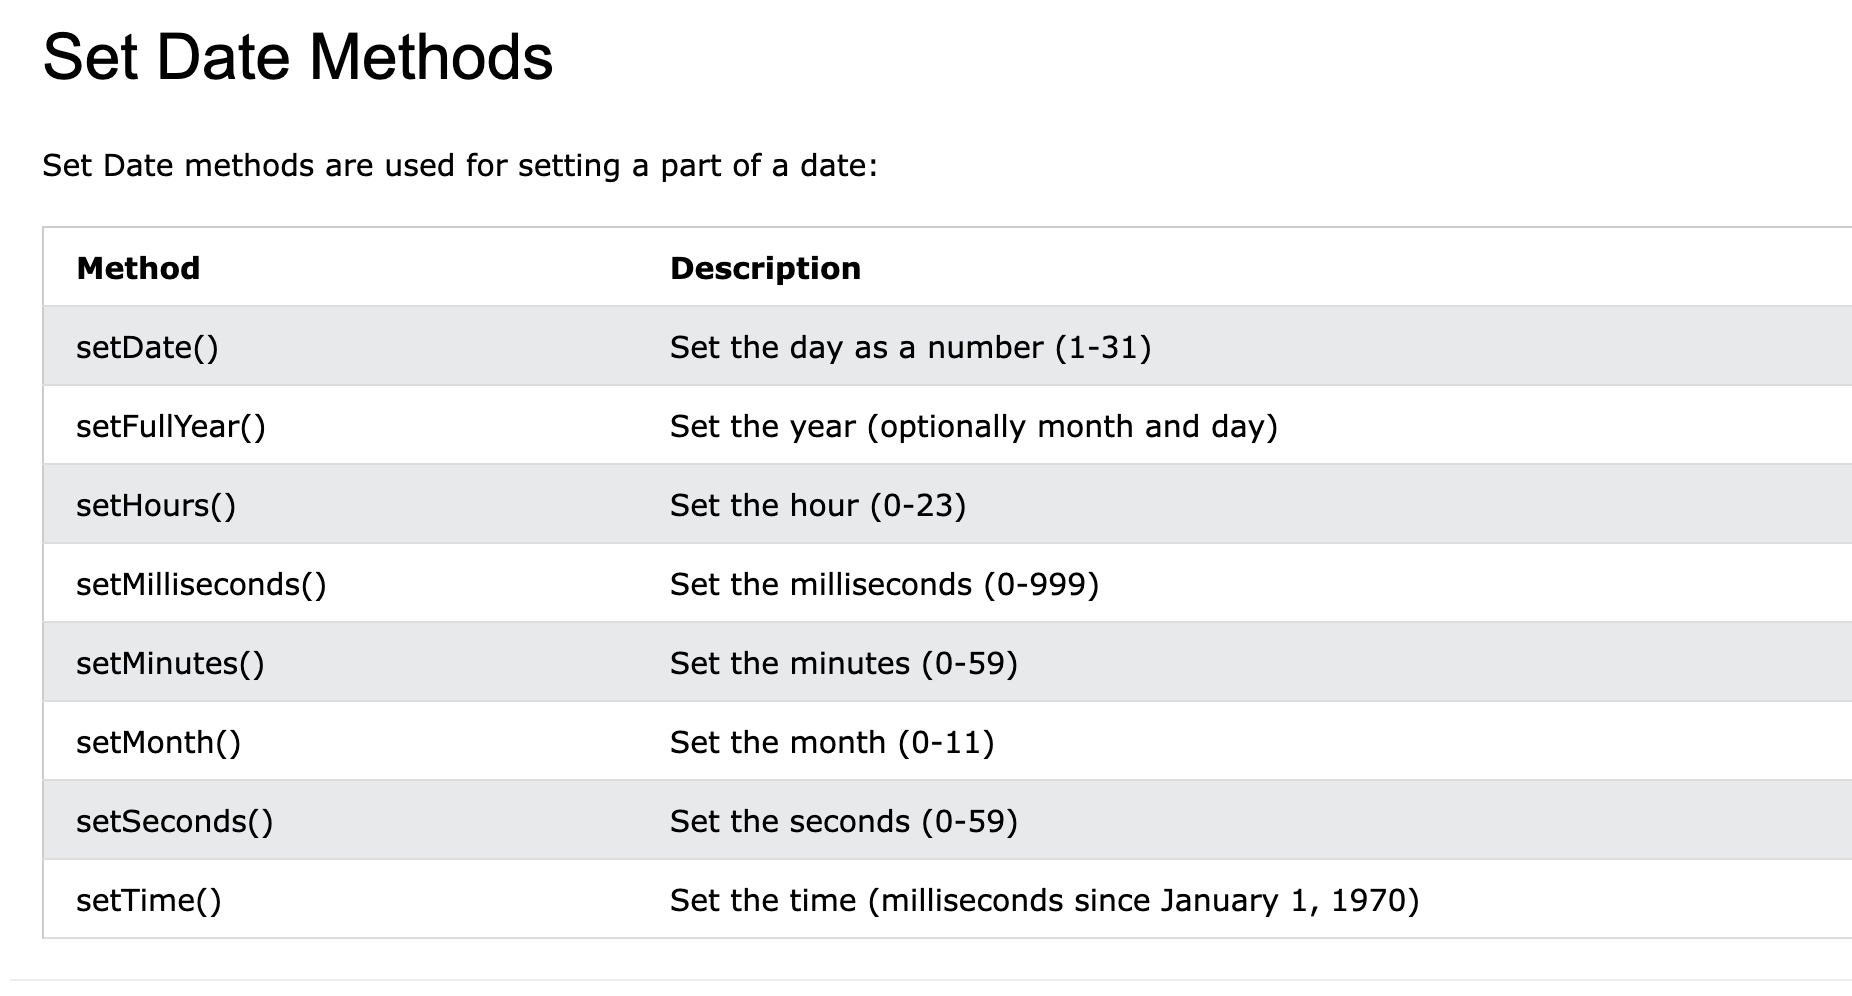 Set Date Methods
Set Date methods are used for setting a part of a date:
Method Description
setDate() Set the day as a number (1-31)
setFullYear() Set the year (optionally month and day)
setHours() Set the hour (0-23)
setMilliseconds() Set the milliseconds (0-999)
setMinutes() Set the minutes (0-59)
setMonth() Set the month (0-11)
setSeconds() Set the seconds (0-59)
setTime() Set the time (milliseconds since January 1, 1970)